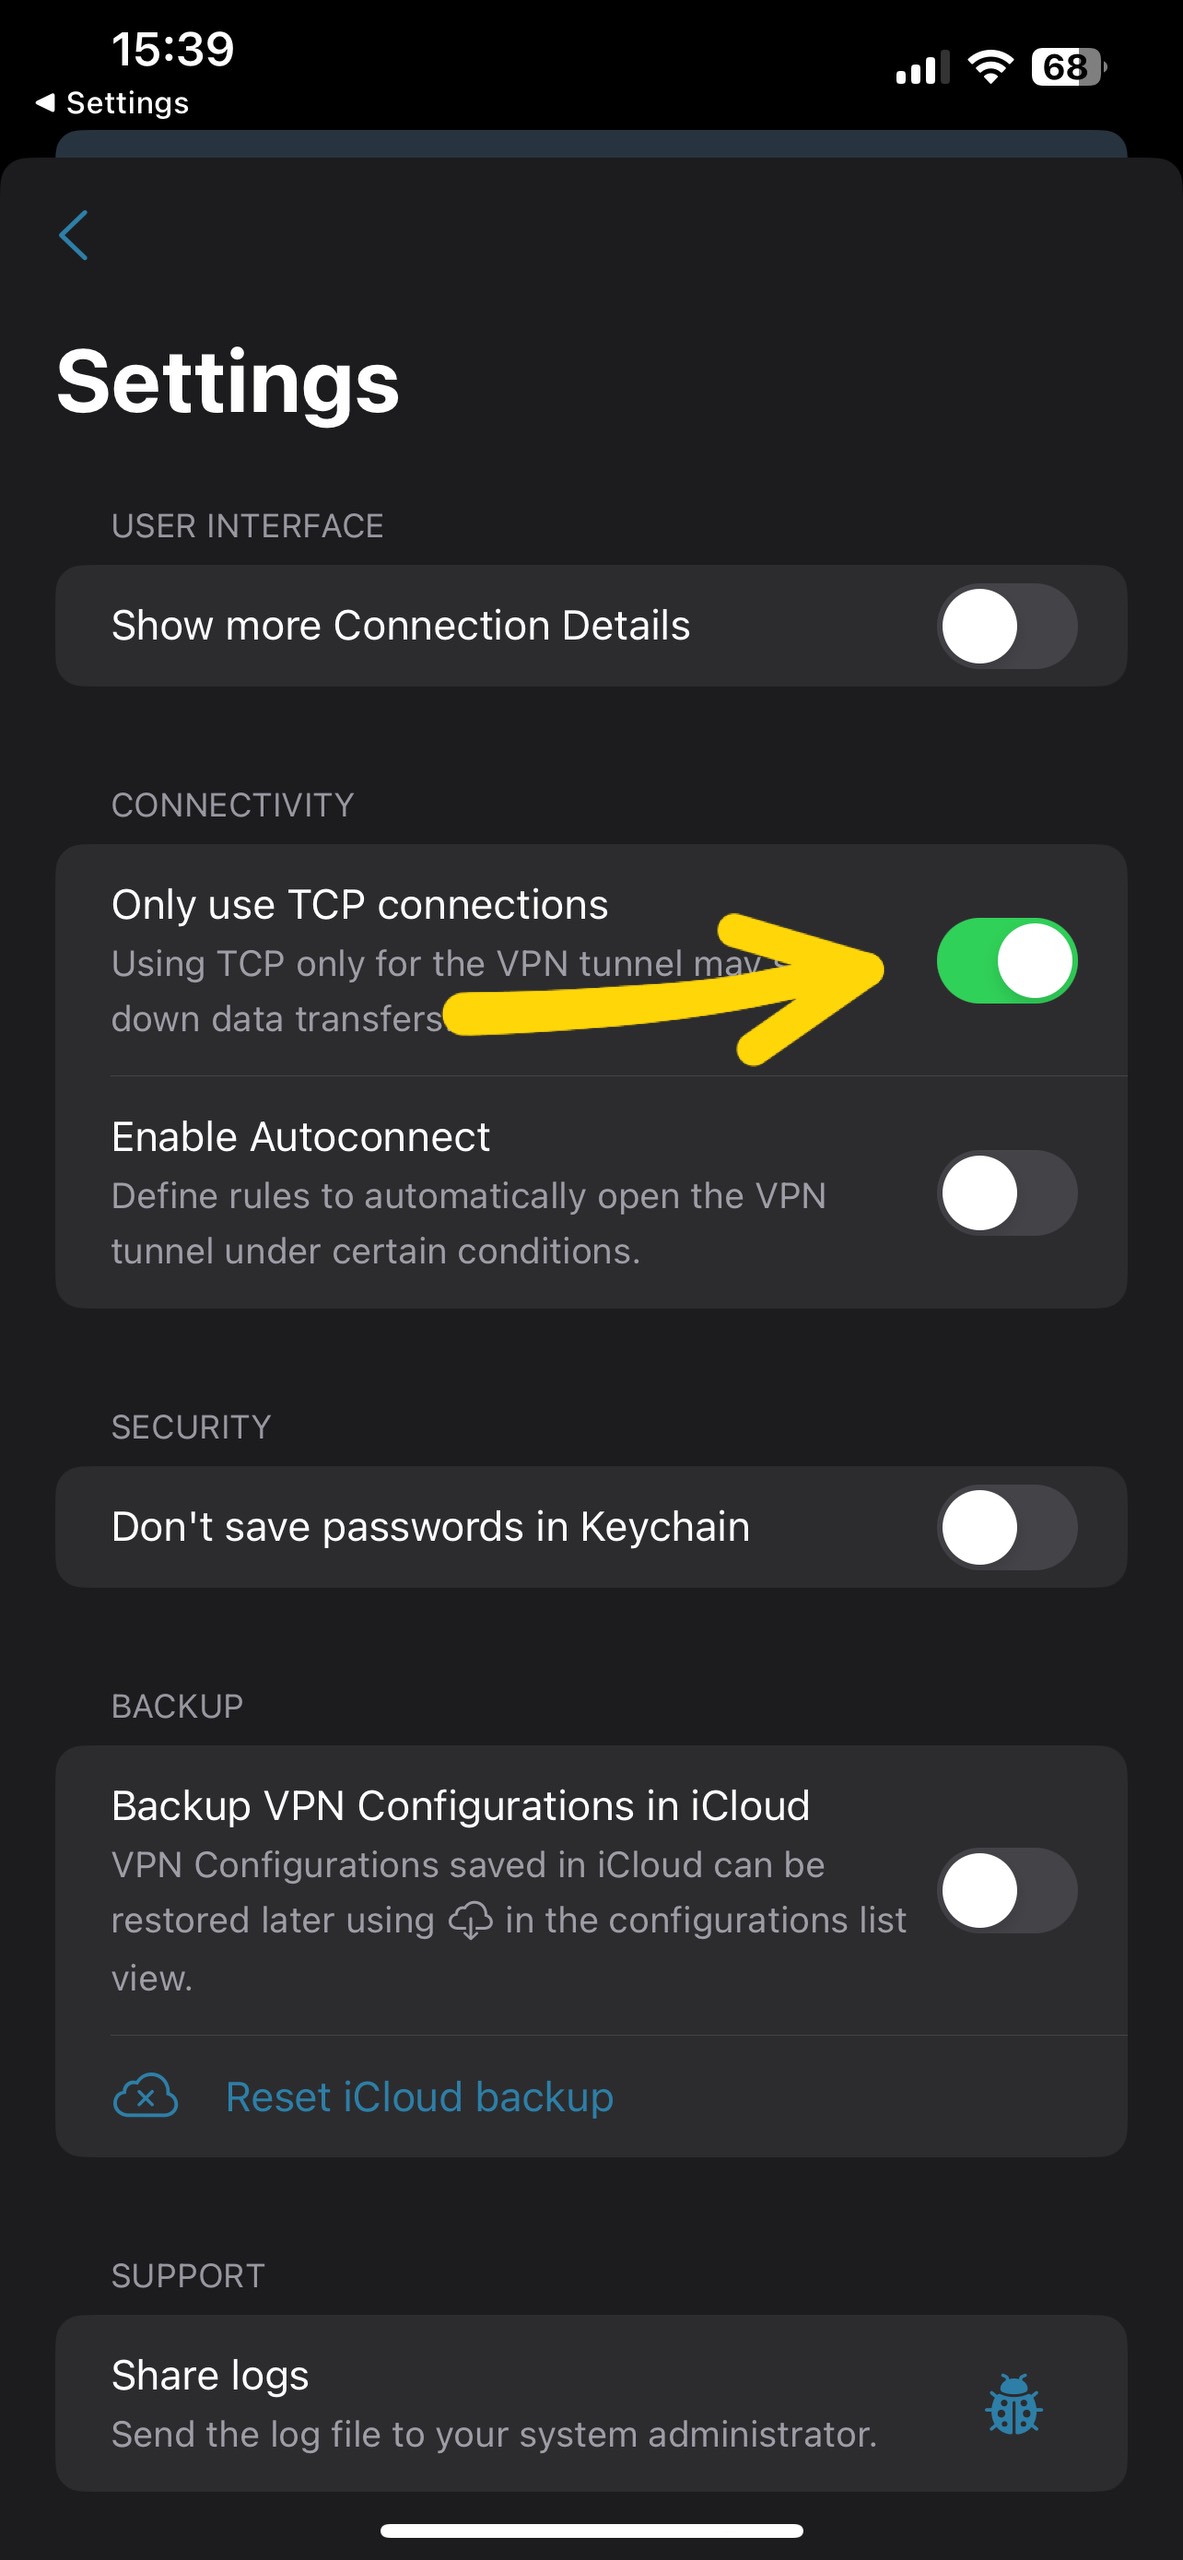 15:39
68
Settings
Settings
USER INTERFACE
Show more Connection Details
CONNECTIVITY
Only use TCP connections
Using TCP only for the VPN tunnel may
down data transfers.
Enable Autoconnect
Define rules to automatically open the VPN
tunnel under certain conditions.
SECURITY
Don't save passwords in Keychain
BACKUP
Backup VPN Configurations in iCloud
VPN Configurations saved in iCloud can be
restored later using in the configurations list
view.
Reset iCloud backup
SUPPORT
Share logs
Send the log file to your system administrator.